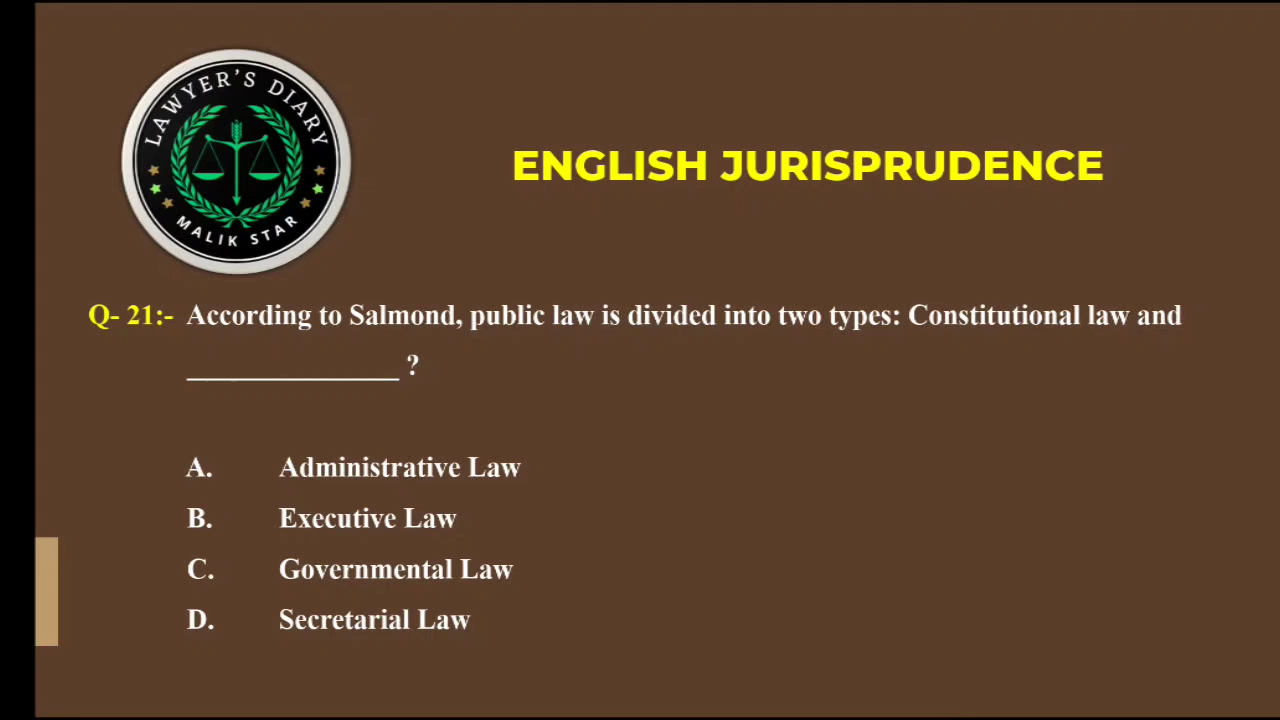 LAWYER'S DIARY
MALIK STAR
ENGLISH JURISPRUDENCE
Q- 21:- According to Salmond, public law is divided into two types: Constitutional law and
_______________ ?
A. Administrative Law
B. Executive Law
C. Governmental Law
D. Secretarial Law